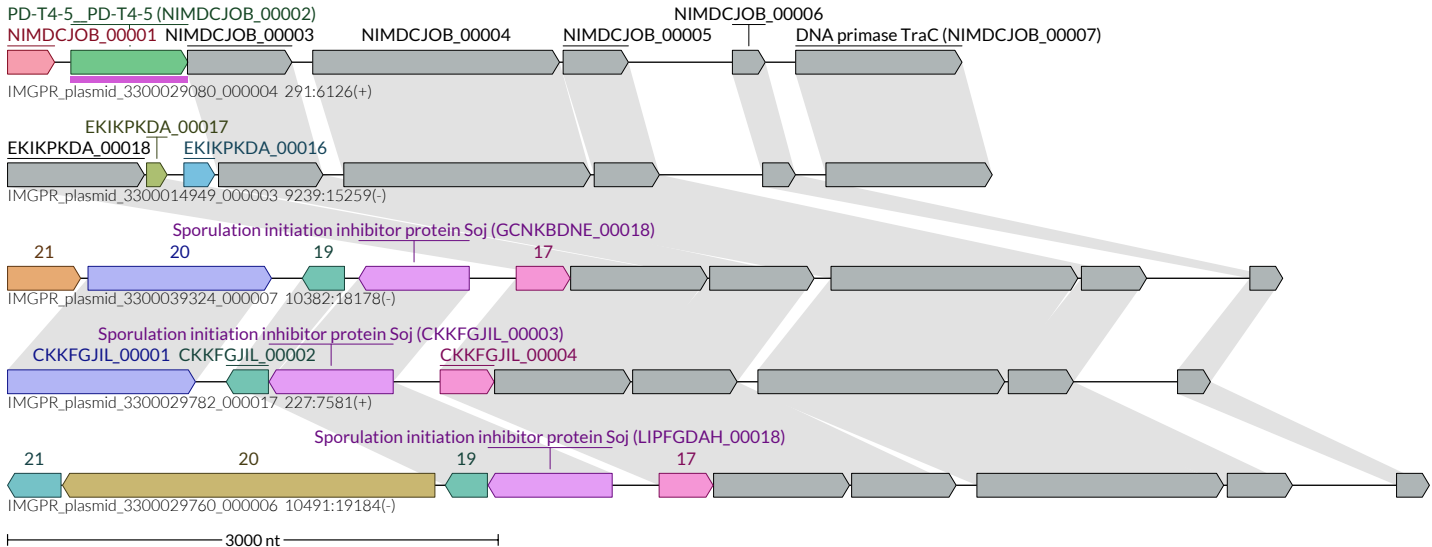 PD-T4-5__PD-T4-5 (NIMDCJOB_00002)
NIMDCJOB_00006
NIMDCJOB_00001 NIMDCJOB_00003 NIMDCJOB_00004 NIMDCJOB_00005 DNA primase TraC (NIMDCJOB_00007)
IMGPR_plasmid_3300029080_000004 291:6126(+)
EKIKPKDA_00017
EKIKPKDA_00018 EKIKPKDA_00016
IMGPR_plasmid_3300014949_000003 9239:15259(-)
Sporulation initiation inhibitor protein Soj (GCNKBDNE_00018)
21 20 19 17
IMGPR_plasmid_3300039324_000007 10382:18178(-)
Sporulation initiation inhibitor protein Soj (CKKFGJIL_00003)
CKKFGJIL_00001 CKKFGJIL_00002 CKKFGJIL_00004
IMGPR_plasmid_3300029782_000017 227:7581(+)
Sporulation initiation inhibitor protein Soj (LIPFGDAH_00018)
21 20 19 17
IMGPR_plasmid_3300029760_000006 10491:19184(-)
3000 nt